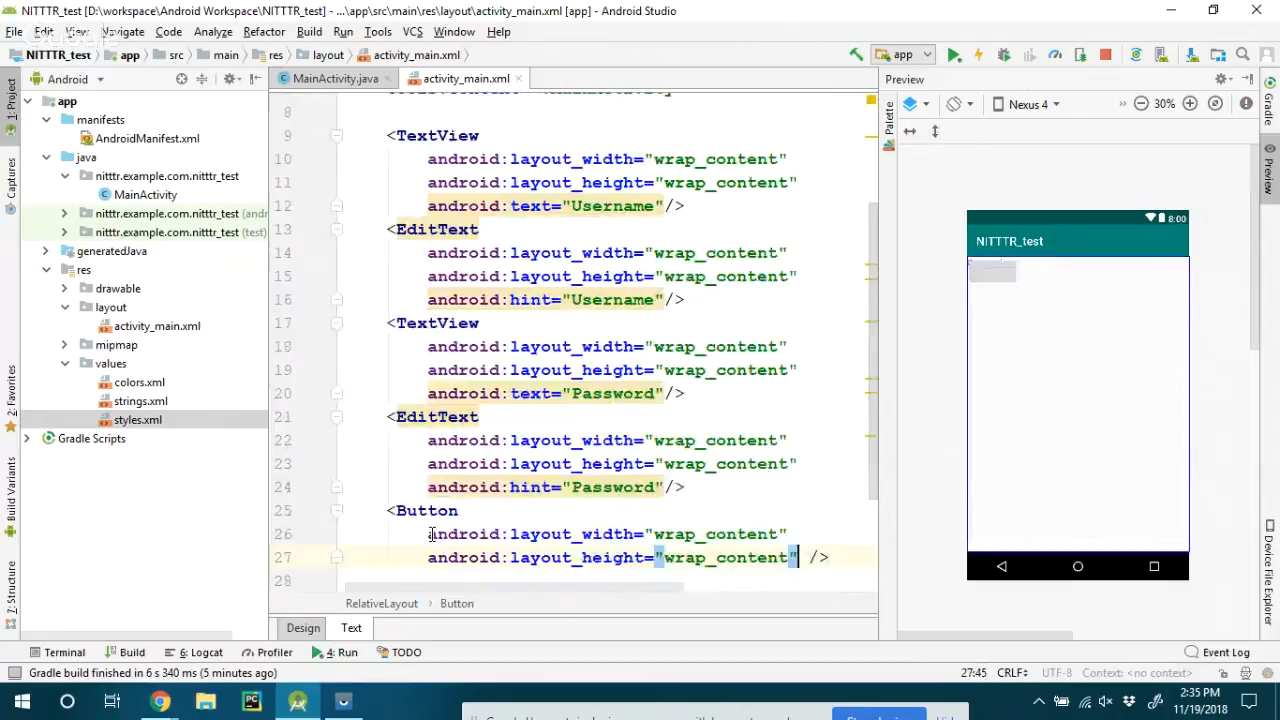 NITTTR_test [D:\workspace\Android Workspace\NITTTR_test] - ...\app\src\main\res\layout\activity_main.xml [app] - Android Studio
File Edit View Navigate Code Analyze Refactor Build Run Tools VCS Window Help
NITTTR_test app src main res layout activity_main.xml app
Android
MainActivity.java activity_main.xml
Preview
1: Project
Captures
2: Favorites
Build Variants
7: Structure
app
manifests
AndroidManifest.xml
java
nitttr.example.com.nitttr_test
MainActivity
nitttr.example.com.nitttr_test (andr
nitttr.example.com.nitttr_test (test)
generatedJava
res
drawable
layout
activity_main.xml
mipmap
values
colors.xml
strings.xml
styles.xml
Gradle Scripts
8
9 <TextView
10 android:layout_width="wrap_content"
11 android:layout_height="wrap_content"
12 android:text="Username"/>
13 <EditText
14 android:layout_width="wrap_content"
15 android:layout_height="wrap_content"
16 android:hint="Username"/>
17 <TextView
18 android:layout_width="wrap_content"
19 android:layout_height="wrap_content"
20 android:text="Password"/>
21 <EditText
22 android:layout_width="wrap_content"
23 android:layout_height="wrap_content"
24 android:hint="Password"/>
25 <Button
26 android:layout_width="wrap_content"
27 android:layout_height="wrap_content" />
28
RelativeLayout › Button
Design Text
Palette
Nexus 4 » 30%
8:00
NITTTR_test
Gradle
Preview
Device File Explorer
Terminal Build 6: Logcat Profiler 4: Run TODO Event Log
Gradle build finished in 6 s 340 ms (5 minutes ago) 27:45 CRLF÷ UTF-8 Context: <no context>
PC
2:35 PM
11/19/2018